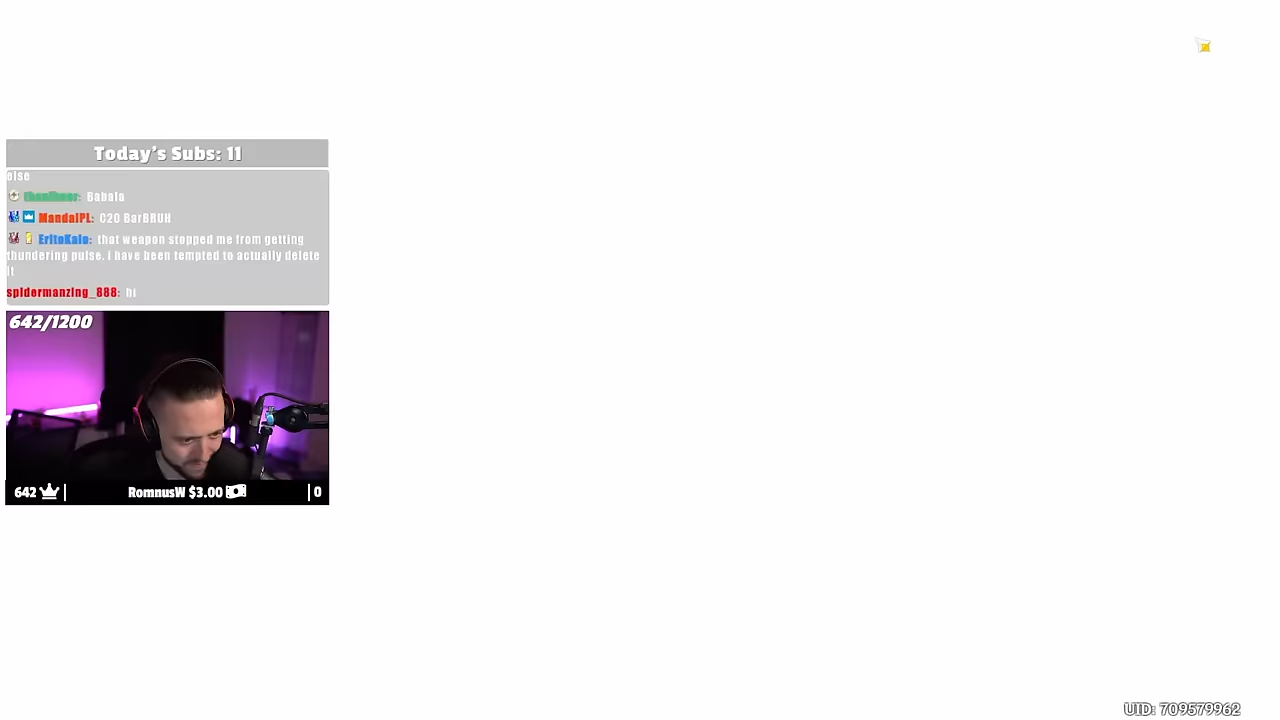 Today's Subs: 11
else
Babala
MandalPL: C20 BarBRUH
EritoKaio: that weapon stopped me from getting
thundering pulse. i have been tempted to actually delete
it
spidermanzing_888: hi
642/1200
642
RomnusW $3.00
0
UID: 709579962